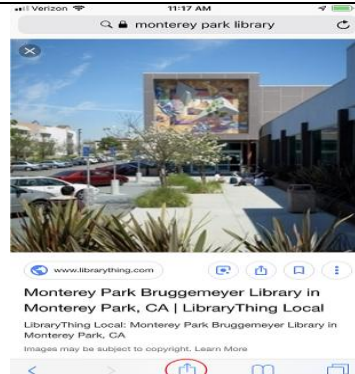 Verizon 11:17 AM
monterey park library
www.librarything.com
Monterey Park Bruggemeyer Library in
Monterey Park, CA | LibraryThing Local
LibraryThing Local: Monterey Park Bruggemeyer Library in
Monterey Park, CA
Images may be subject to copyright. Learn More